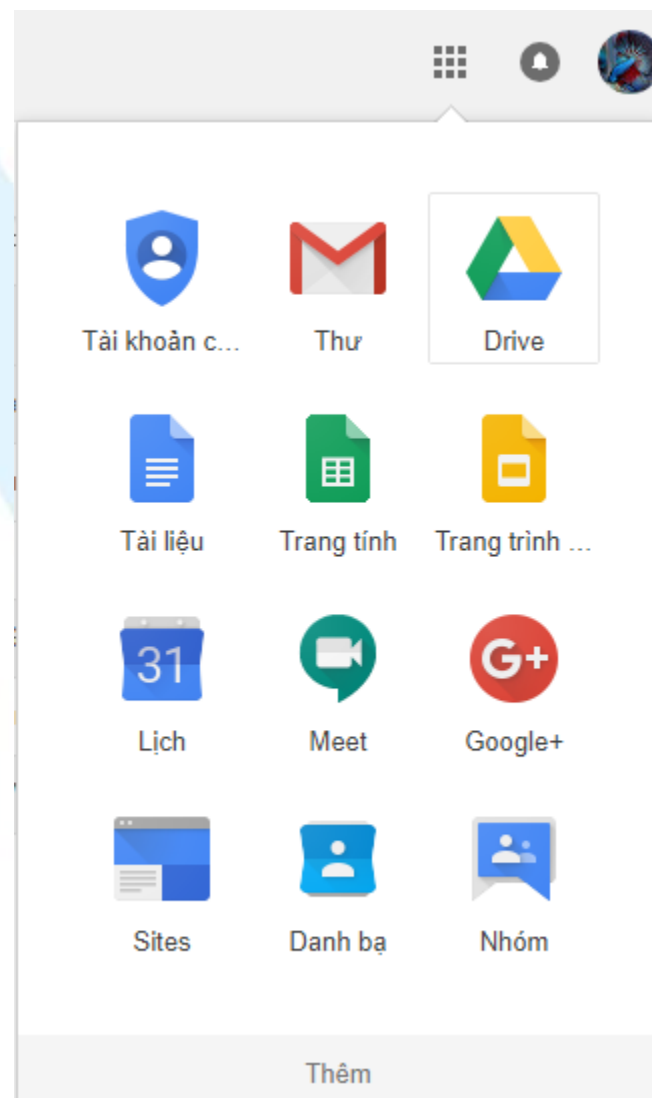 Tài khoản c...
Thư
Drive
Tài liệu
Trang tính
Trang trình ...
31
Lịch
Meet
G+
Google+
Sites
Danh bạ
Nhóm
Thêm